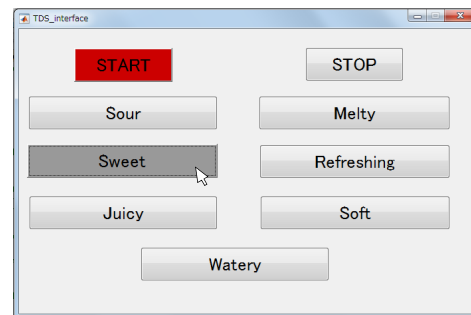 TDS_interface
START STOP
Sour Melty
Sweet Refreshing
Juicy Soft
Watery